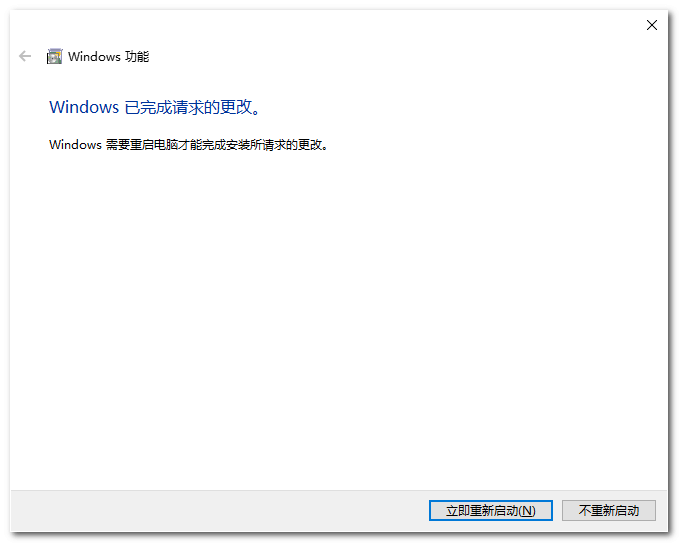 Windows 功能
Windows 已完成请求的更改。
Windows 需要重启电脑才能完成安装所请求的更改。
立即重新启动(N)
不重新启动